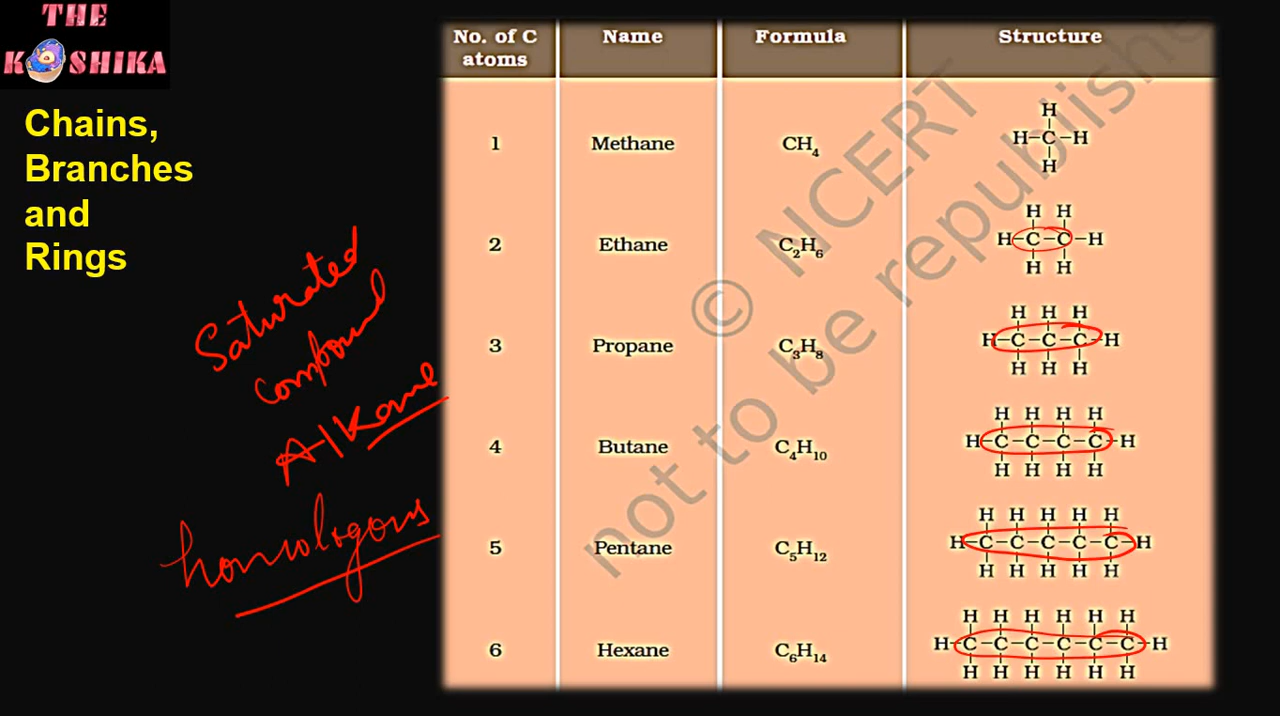 THE
KOSHIKA
Chains,
Branches
and
Rings
Saturated
compound
Alkane
homologous
No. of C atoms Name Formula Structure
1 Methane CH₄
H
H–C–H
H
2 Ethane C₂H₆
H H
H–C–C–H
H H
3 Propane C₃H₈
H H H
H–C–C–C–H
H H H
4 Butane C₄H₁₀
H H H H
H–C–C–C–C–H
H H H H
5 Pentane C₅H₁₂
H H H H H
H–C–C–C–C–C–H
H H H H H
6 Hexane C₆H₁₄
H H H H H H
H–C–C–C–C–C–C–H
H H H H H H
© NCERT
not to be republishe